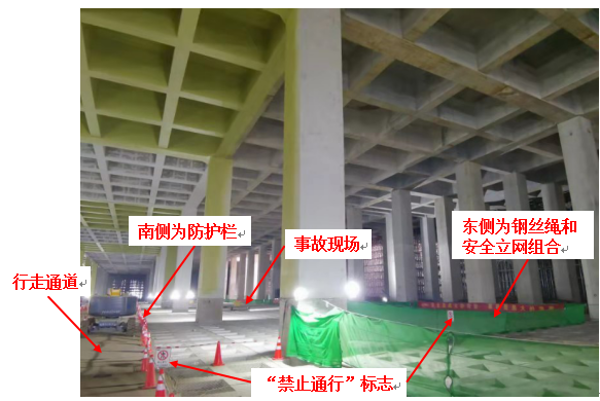 南侧为防护栏
事故现场
东侧为钢丝绳和
安全立网组合
行走通道
“禁止通行”标志